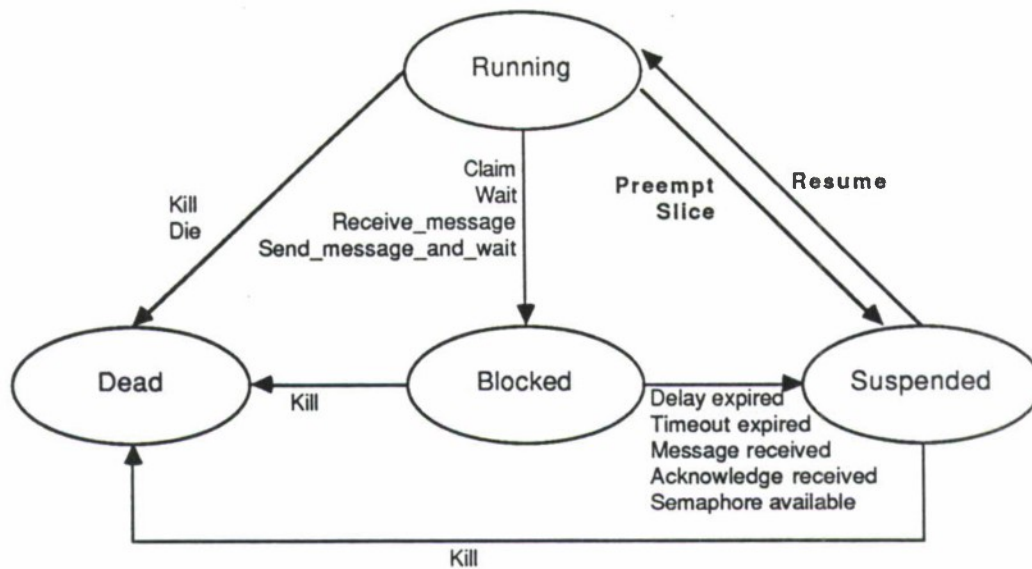 Running
Claim
Wait
Receive_message
Send_message_and_wait
Kill
Die
Preempt
Slice
Resume
Dead
Blocked
Suspended
Kill
Delay expired
Timeout expired
Message received
Acknowledge received
Semaphore available
Kill